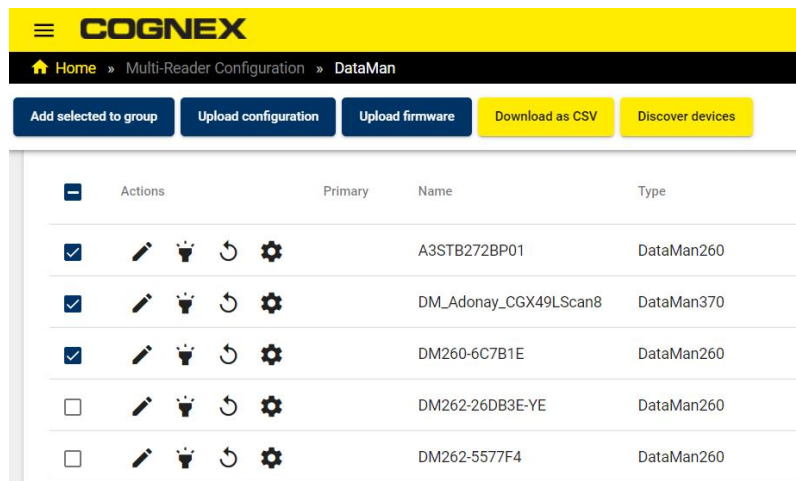 COGNEX
Home » Multi-Reader Configuration » DataMan
Add selected to group Upload configuration Upload firmware Download as CSV Discover devices
Actions Primary Name Type
A3STB272BP01 DataMan260
DM_Adonay_CGX49LScan8 DataMan370
DM260-6C7B1E DataMan260
DM262-26DB3E-YE DataMan260
DM262-5577F4 DataMan260